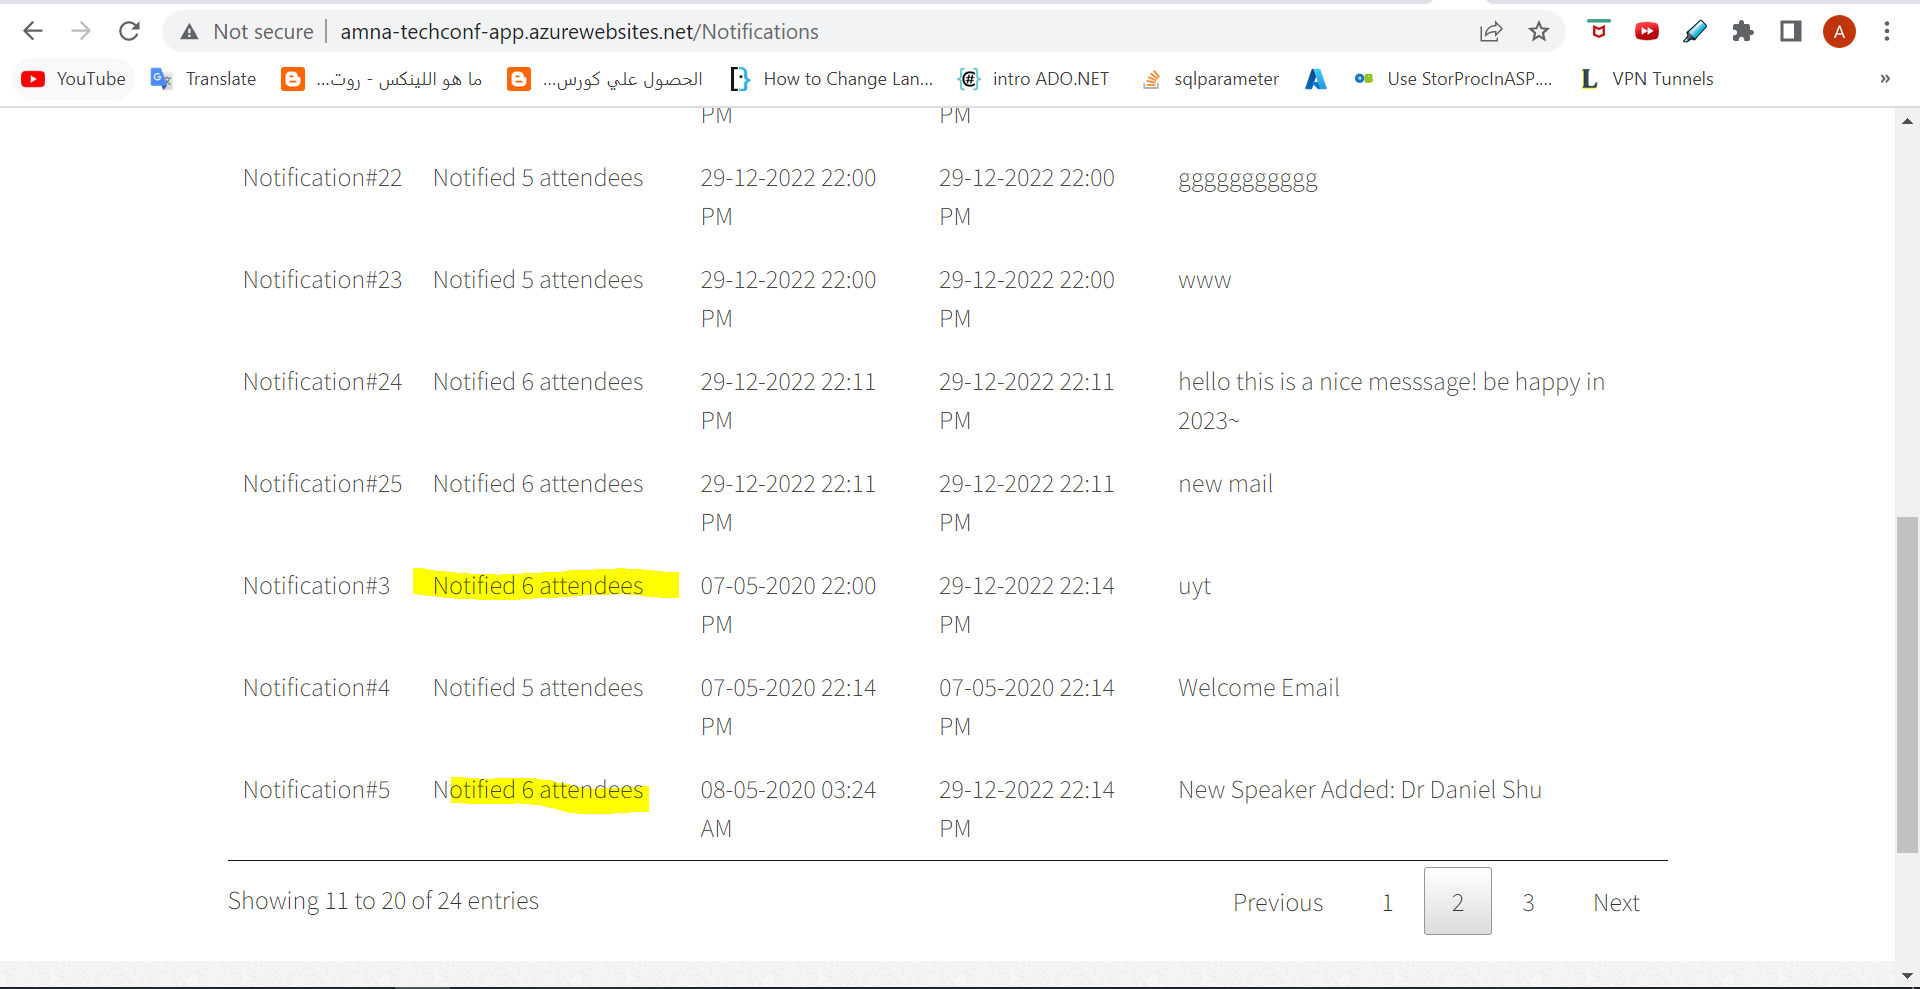 Not secure | amna-techconf-app.azurewebsites.net/Notifications A
YouTube Translate ما هو اللينكس - روت... الحصول علي كورس... How to Change Lan... intro ADO.NET sqlparameter Use StorProcInASP.... VPN Tunnels »
PM PM
Notification#22 Notified 5 attendees 29-12-2022 22:00 29-12-2022 22:00 ggggggggggg
PM PM
Notification#23 Notified 5 attendees 29-12-2022 22:00 29-12-2022 22:00 www
PM PM
Notification#24 Notified 6 attendees 29-12-2022 22:11 29-12-2022 22:11 hello this is a nice messsage! be happy in
PM PM 2023~
Notification#25 Notified 6 attendees 29-12-2022 22:11 29-12-2022 22:11 new mail
PM PM
Notification#3 Notified 6 attendees 07-05-2020 22:00 29-12-2022 22:14 uyt
PM PM
Notification#4 Notified 5 attendees 07-05-2020 22:14 07-05-2020 22:14 Welcome Email
PM PM
Notification#5 Notified 6 attendees 08-05-2020 03:24 29-12-2022 22:14 New Speaker Added: Dr Daniel Shu
AM PM
Showing 11 to 20 of 24 entries Previous 1 2 3 Next